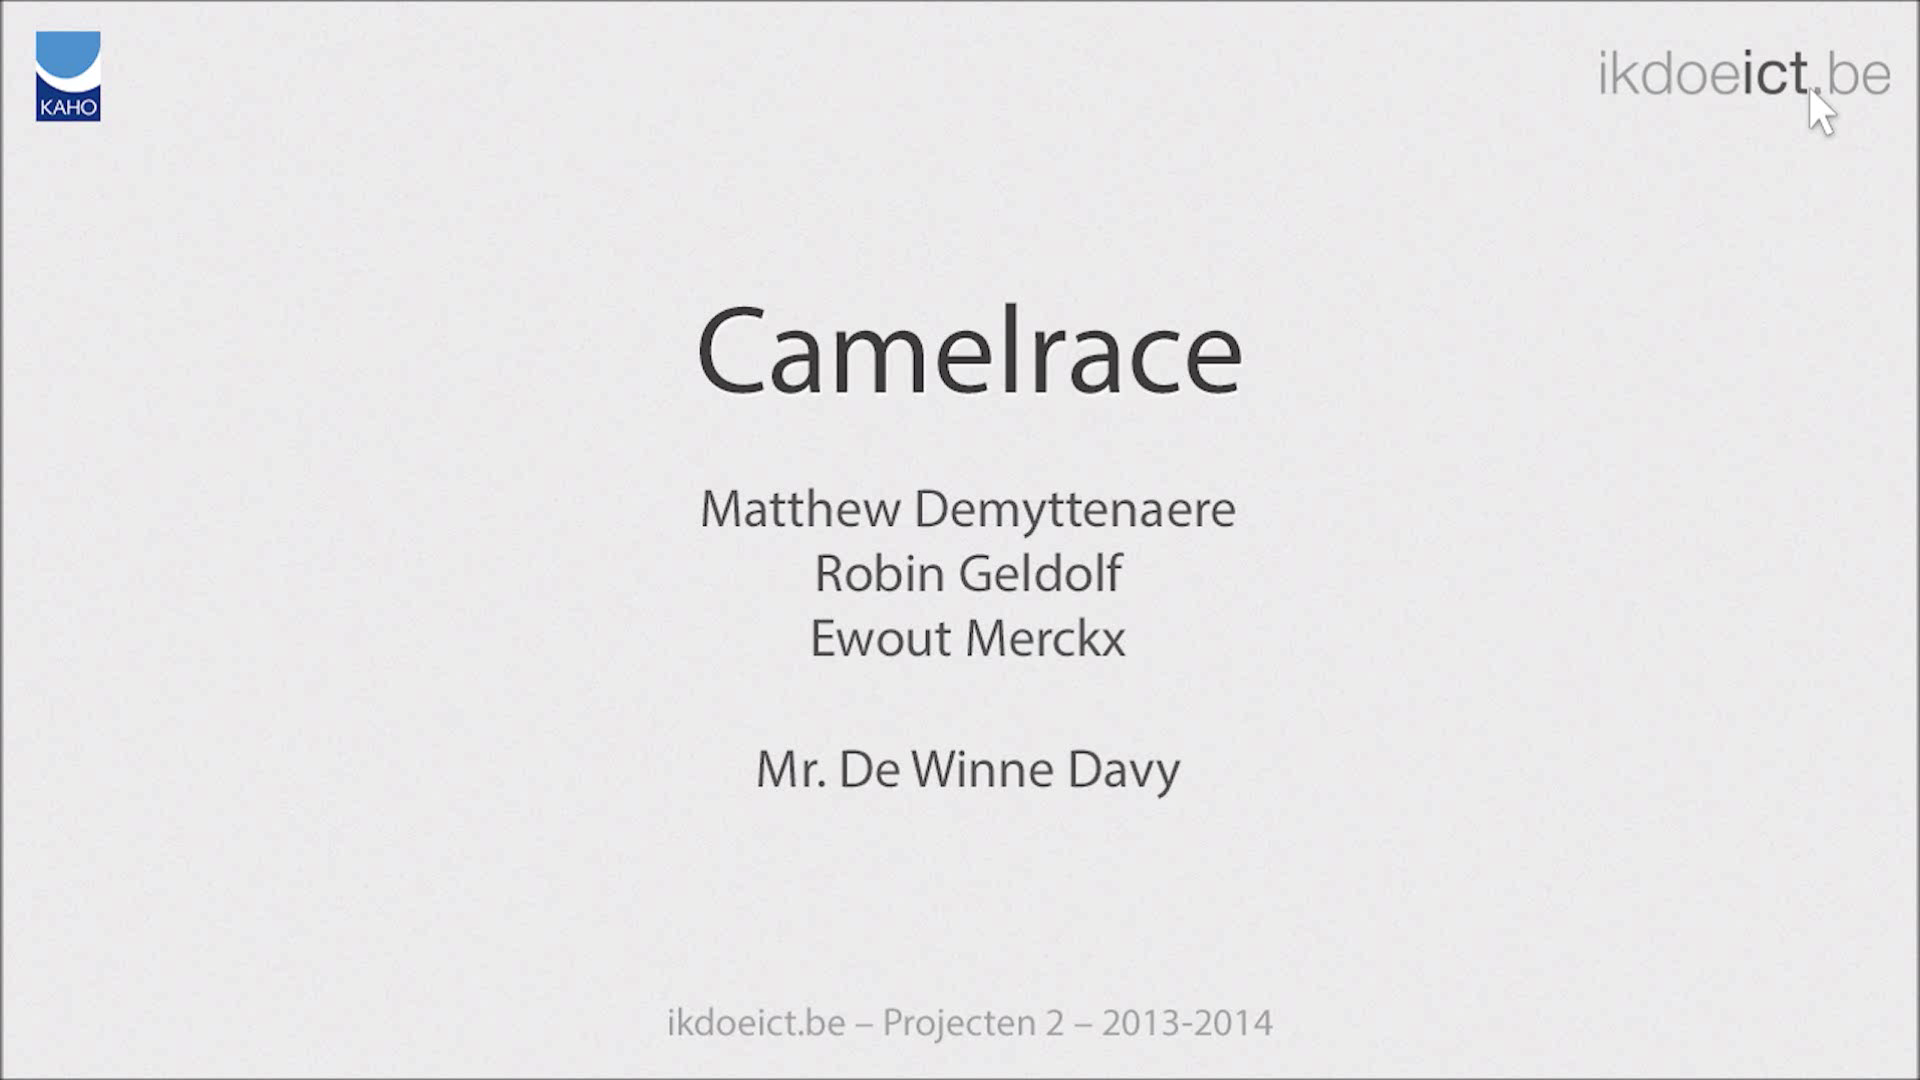 KAHO
ikdoeict.be
Camelrace
Matthew Demyttenaere
Robin Geldolf
Ewout Merckx
Mr. De Winne Davy
ikdoeict.be – Projecten 2 – 2013-2014